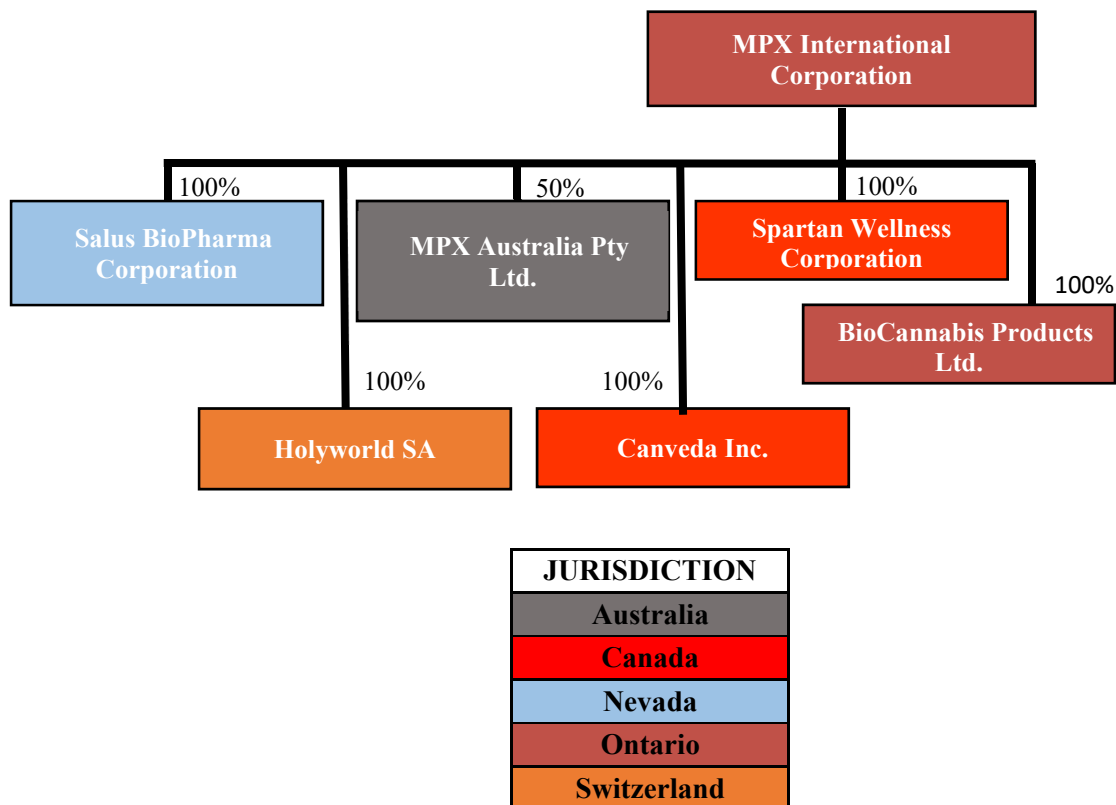 MPX International
Corporation
100%
50%
100%
Salus BioPharma
Corporation
MPX Australia Pty
Ltd.
Spartan Wellness
Corporation
100%
BioCannabis Products
Ltd.
100%
100%
Holyworld SA
Canveda Inc.
JURISDICTION
Australia
Canada
Nevada
Ontario
Switzerland